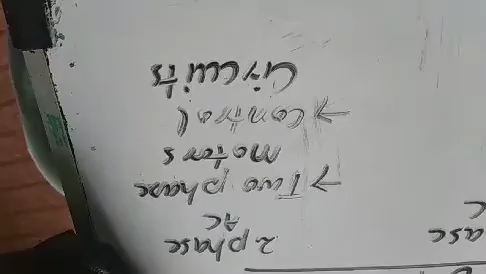 2 phase
AC
→ Two phase
motors
→ Control
Circuits